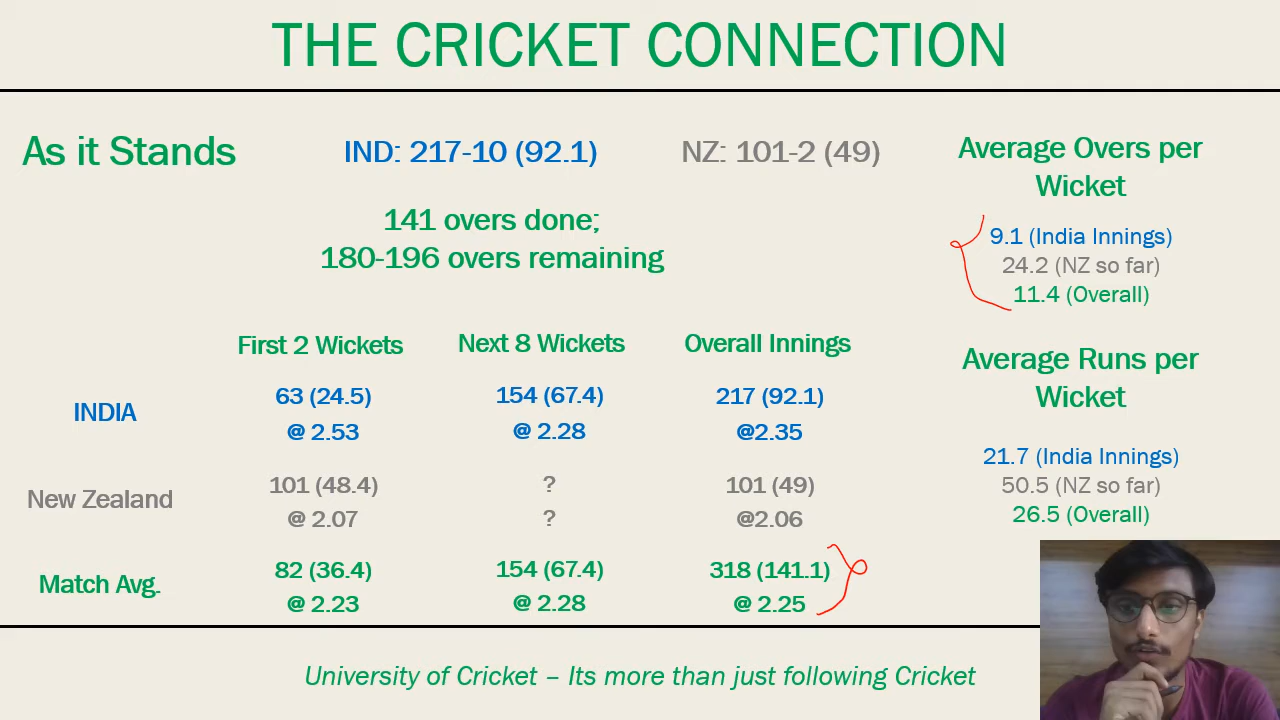 THE CRICKET CONNECTION
As it Stands
IND: 217-10 (92.1)
NZ: 101-2 (49)
141 overs done;
180-196 overs remaining
Average Overs per
Wicket
9.1 (India Innings)
24.2 (NZ so far)
11.4 (Overall)
First 2 Wickets
Next 8 Wickets
Overall Innings
INDIA
63 (24.5)
154 (67.4)
217 (92.1)
@ 2.53
@ 2.28
@2.35
New Zealand
101 (48.4)
?
101 (49)
@ 2.07
?
@2.06
Match Avg.
82 (36.4)
154 (67.4)
318 (141.1)
@ 2.23
@ 2.28
@ 2.25
Average Runs per
Wicket
21.7 (India Innings)
50.5 (NZ so far)
26.5 (Overall)
University of Cricket – Its more than just following Cricket